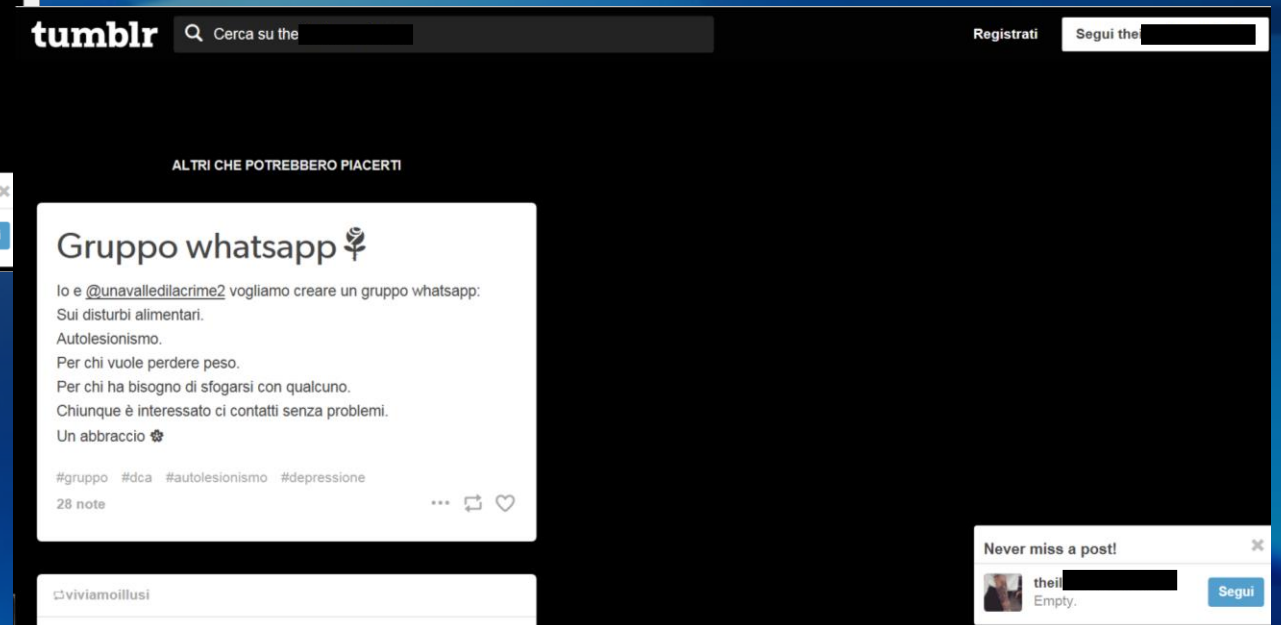 tumblr
Cerca su the
Registrati
Segui thei
ALTRI CHE POTREBBERO PIACERTI
Gruppo whatsapp
Io e @unavalledilacrime2 vogliamo creare un gruppo whatsapp:
Sui disturbi alimentari.
Autolesionismo.
Per chi vuole perdere peso.
Per chi ha bisogno di sfogarsi con qualcuno.
Chiunque è interessato ci contatti senza problemi.
Un abbraccio
#gruppo #dca #autolesionismo #depressione
28 note
viviamoillusi
Never miss a post!
theil
Empty.
Segui